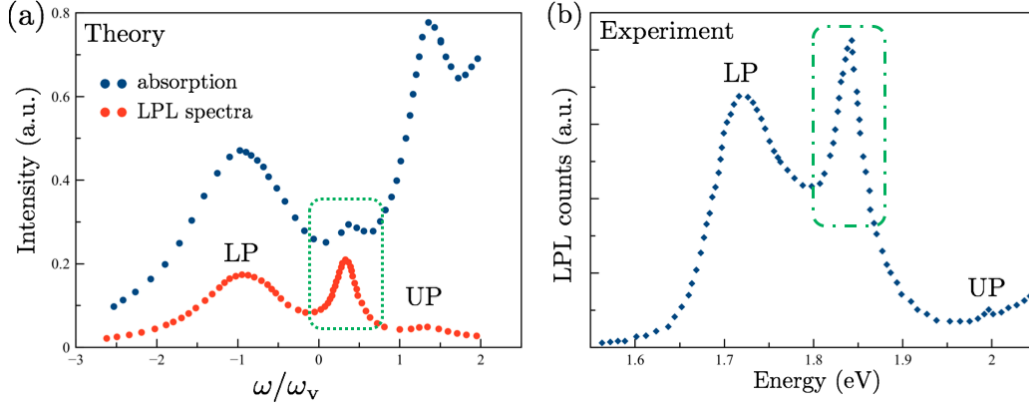 (a)
Theory
absorption
LPL spectra
LP
UP
Intensity (a.u.)
0
0.2
0.4
0.6
0.8
−3
−2
−1
0
1
2
ω/ωv
(b)
Experiment
LP
UP
LPL counts (a.u.)
1.6
1.7
1.8
1.9
2
Energy (eV)